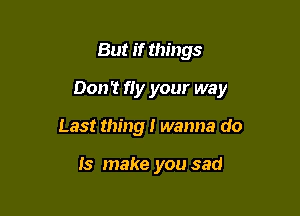 But if things
Don't fly your way
Last thing I wanna do
Is make you sad